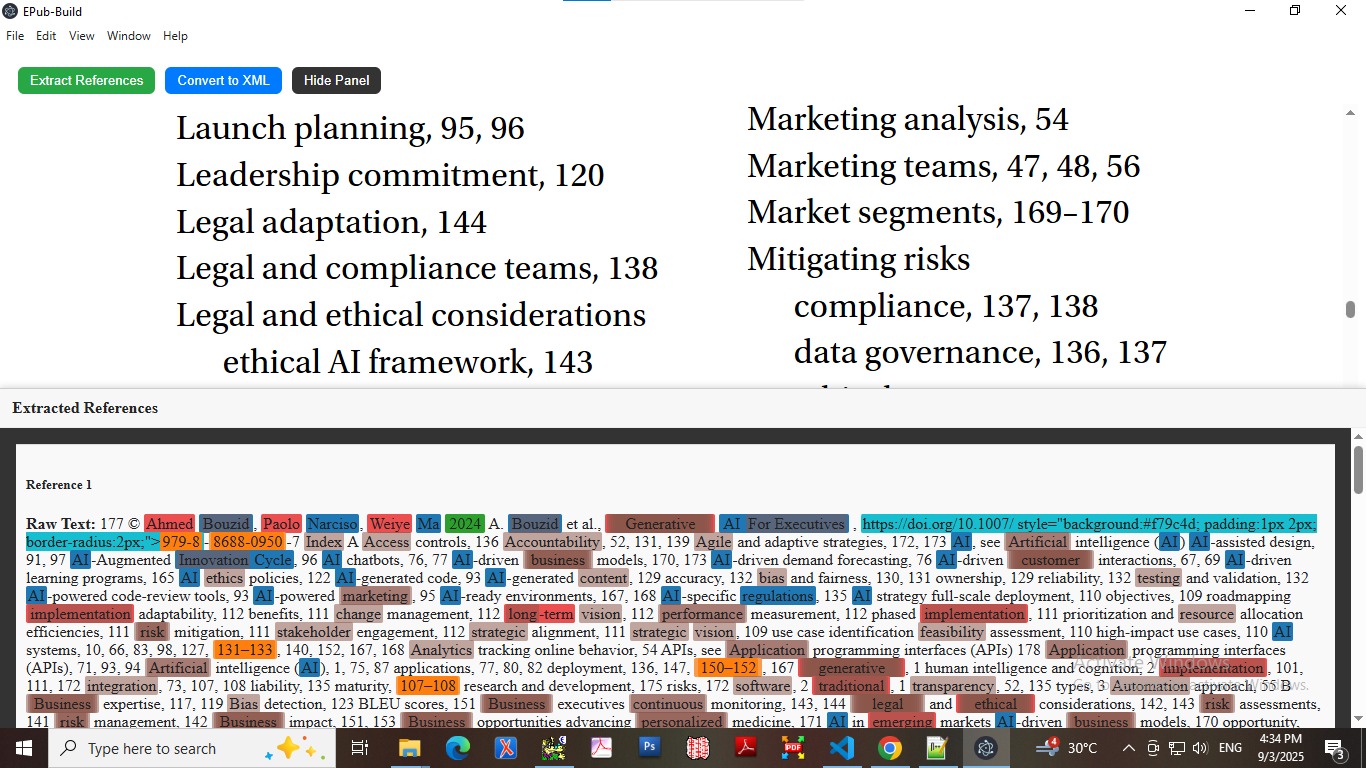 EPub-Build
File Edit View Window Help
Extract References Convert to XML Hide Panel
Launch planning, 95, 96
Leadership commitment, 120
Legal adaptation, 144
Legal and compliance teams, 138
Legal and ethical considerations
ethical AI framework, 143
Marketing analysis, 54
Marketing teams, 47, 48, 56
Market segments, 169–170
Mitigating risks
compliance, 137, 138
data governance, 136, 137
Extracted References
Reference 1
Raw Text: 177 © Ahmed Bouzid, Paolo Narciso, Weiye Ma 2024 A. Bouzid et al., Generative AI For Executives , https://doi.org/10.1007/ style="background:#f79c4d; padding:1px 2px;
border-radius:2px;">979-8-8688-0950-7 Index A Access controls, 136 Accountability, 52, 131, 139 Agile and adaptive strategies, 172, 173 AI, see Artificial intelligence (AI) AI-assisted design,
91, 97 AI-Augmented Innovation Cycle, 96 AI chatbots, 76, 77 AI-driven business models, 170, 173 AI-driven demand forecasting, 76 AI-driven customer interactions, 67, 69 AI-driven
learning programs, 165 AI ethics policies, 122 AI-generated code, 93 AI-generated content, 129 accuracy, 132 bias and fairness, 130, 131 ownership, 129 reliability, 132 testing and validation, 132
AI-powered code-review tools, 93 AI-powered marketing, 95 AI-ready environments, 167, 168 AI-specific regulations, 135 AI strategy full-scale deployment, 110 objectives, 109 roadmapping
implementation adaptability, 112 benefits, 111 change management, 112 long-term vision, 112 performance measurement, 112 phased implementation, 111 prioritization and resource allocation
efficiencies, 111 risk mitigation, 111 stakeholder engagement, 112 strategic alignment, 111 strategic vision, 109 use case identification feasibility assessment, 110 high-impact use cases, 110 AI
systems, 10, 66, 83, 98, 127, 131–133, 140, 152, 167, 168 Analytics tracking online behavior, 54 APIs, see Application programming interfaces (APIs) 178 Application programming interfaces
(APIs), 71, 93, 94 Artificial intelligence (AI), 1, 75, 87 applications, 77, 80, 82 deployment, 136, 147, 150–152, 167 generative , 1 human intelligence and cognition, 2 implementation , 101,
111, 172 integration, 73, 107, 108 liability, 135 maturity, 107–108 research and development, 175 risks, 172 software, 2 traditional , 1 transparency, 52, 135 types, 1 Automation approach, 55 B
Business expertise, 117, 119 Bias detection, 123 BLEU scores, 151 Business executives continuous monitoring, 143, 144 legal and ethical considerations, 142, 143 risk assessments,
141 risk management, 142 Business impact, 151, 153 Business opportunities advancing personalized medicine, 171 AI in emerging markets AI-driven business models, 170 opportunity,
Activate Windows
Type here to search
30°C
ENG
4:34 PM
9/3/2025
3